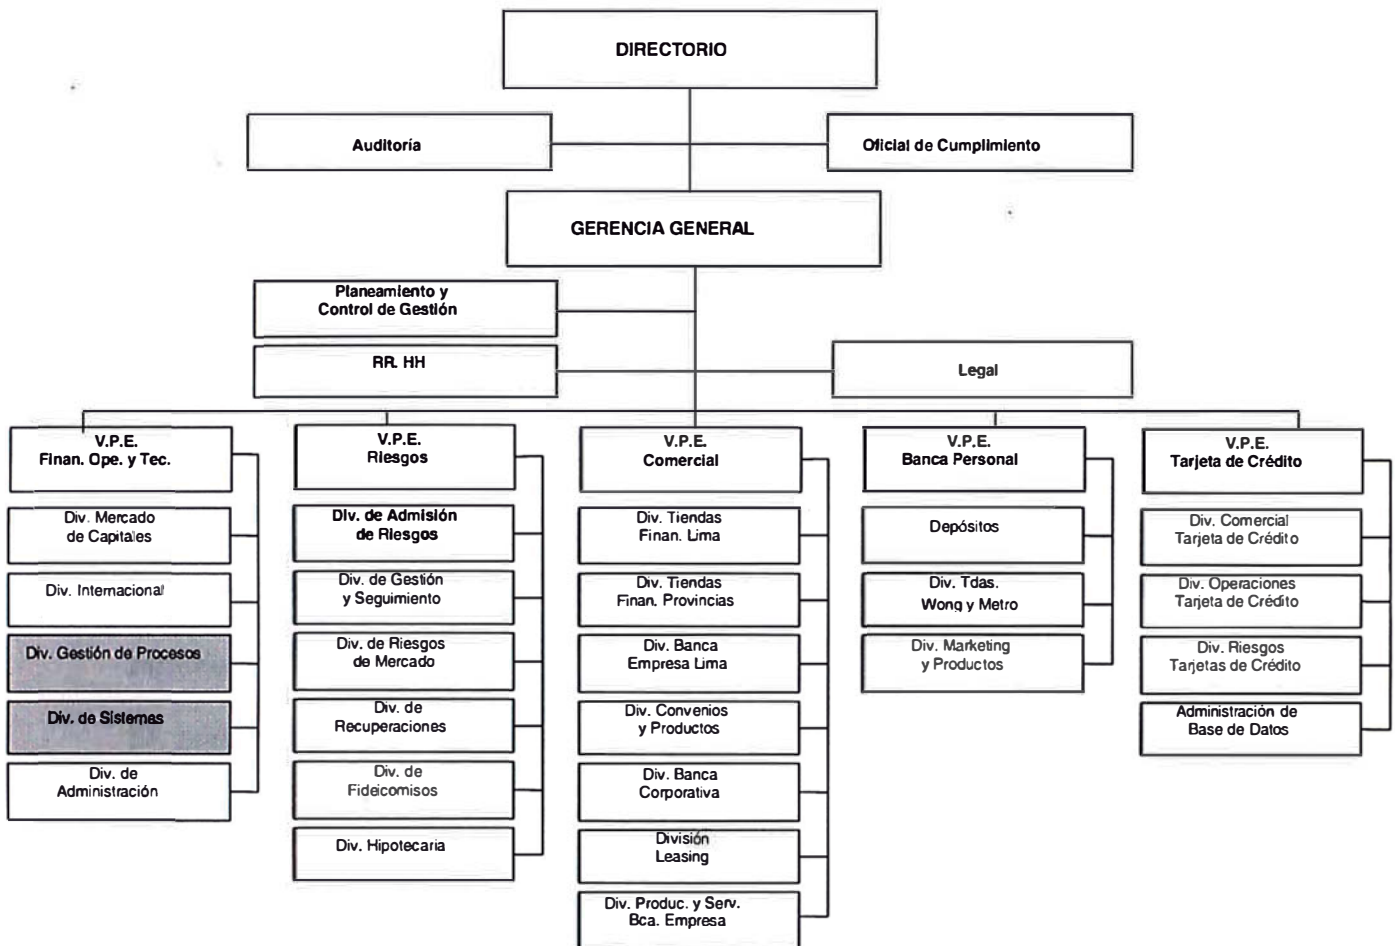 DIRECTORIO
Auditoría
Oficial de Cumplimiento
GERENCIA GENERAL
Planeamiento y
Control de Gestión
RR. HH
Legal
V.P.E.
Finan. Ope. y Tec.
Div. Mercado
de Capitales
Div. Internacional
Div. Gestión de Procesos
Div. de Sistemas
Div. de
Administración
V.P.E.
Riesgos
Div. de Admisión
de Riesgos
Div. de Gestión
y Seguimiento
Div. de Riesgos
de Mercado
Div. de
Recuperaciones
Div. de
Fideicomisos
Div. Hipotecaria
V.P.E.
Comercial
Div. Tiendas
Finan. Lima
Div. Tiendas
Finan. Provincias
Div. Banca
Empresa Lima
Div. Convenios
y Productos
Div. Banca
Corporativa
División
Leasing
Div. Produc. y Serv.
Bca. Empresa
V.P.E.
Banca Personal
Depósitos
Div. Tdas.
Wong y Metro
Div. Marketing
y Productos
V.P.E.
Tarjeta de Crédito
Div. Comercial
Tarjeta de Crédito
Div. Operaciones
Tarjeta de Crédito
Div. Riesgos
Tarjetas de Crédito
Administración de
Base de Datos